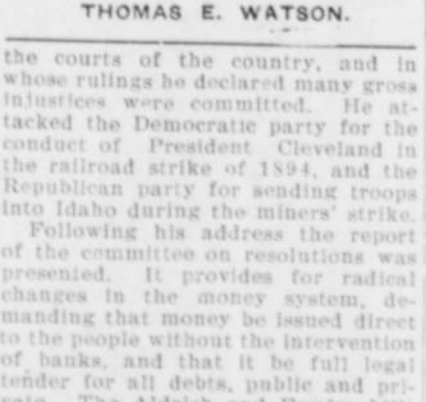 THOMAS E. WATSON.
the courts of the country, and in
whose rulings he declared many gross
injustices were committed. He at-
tacked the Democratic party for the
conduct of President Cleveland in
the railroad strike of 1894, and the
Republican party for sending troops
into Idaho during the miners' strike.
Following his address the report
of the committee on resolutions was
presented. It provides for radical
changes in the money system, de-
manding that money be issued direct
to the people without the intervention
of banks, and that it be full legal
tender for all debts, public and pri-
The Aldrich and